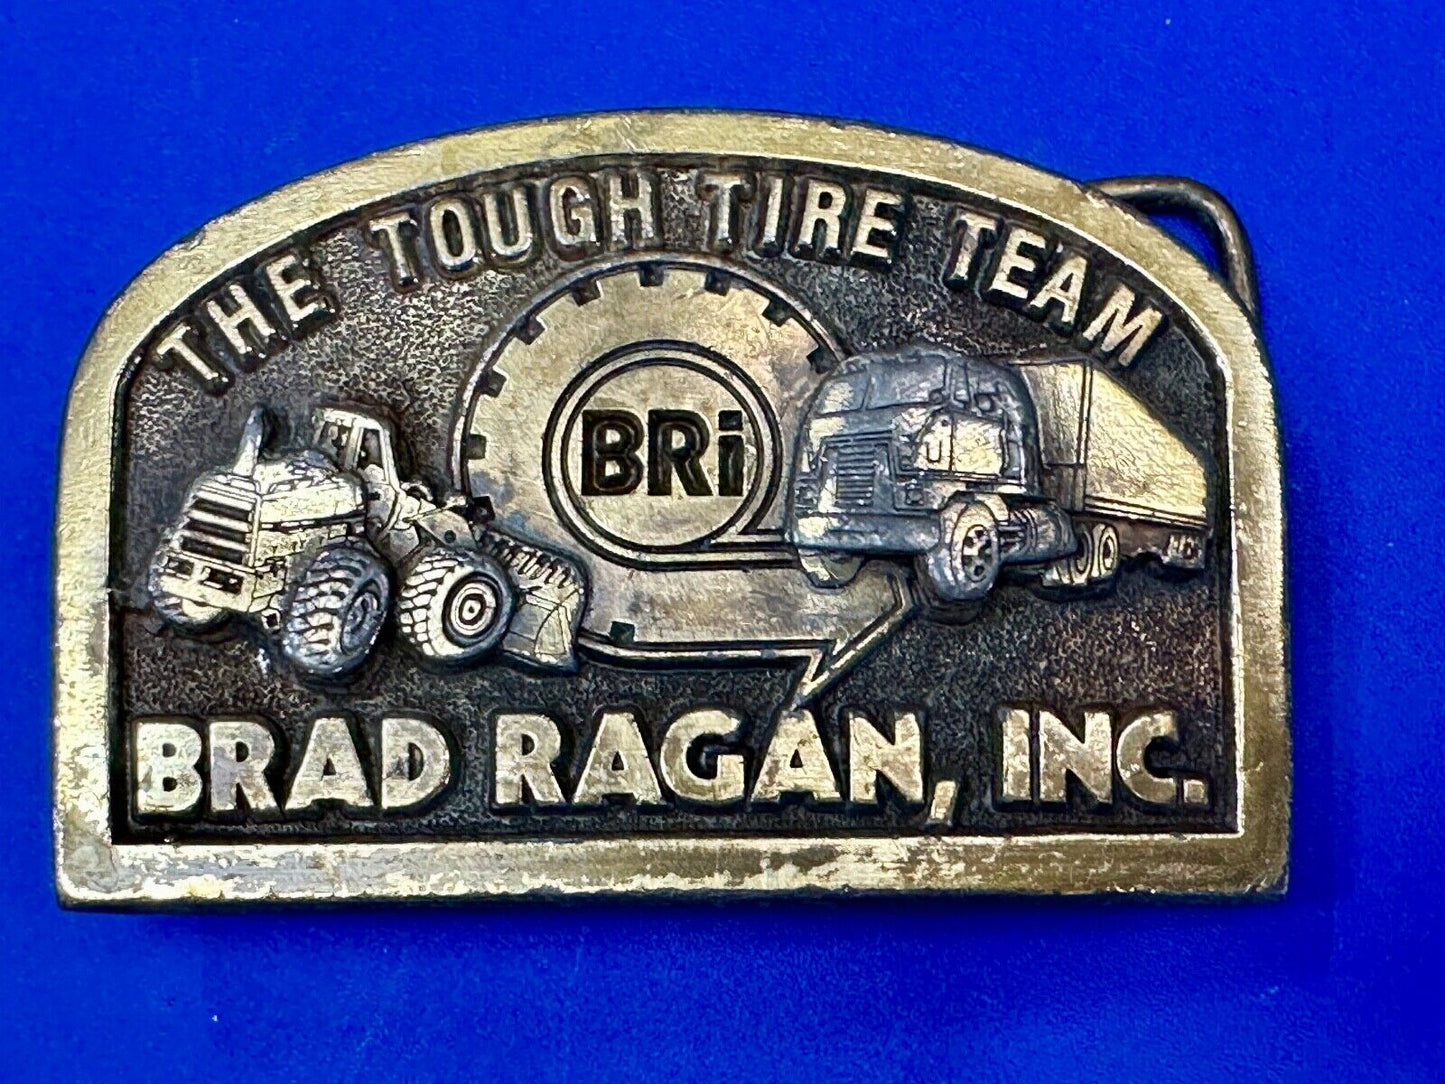 THE TOUGH TIRE TEAM
BRi
BRAD RAGAN, INC.